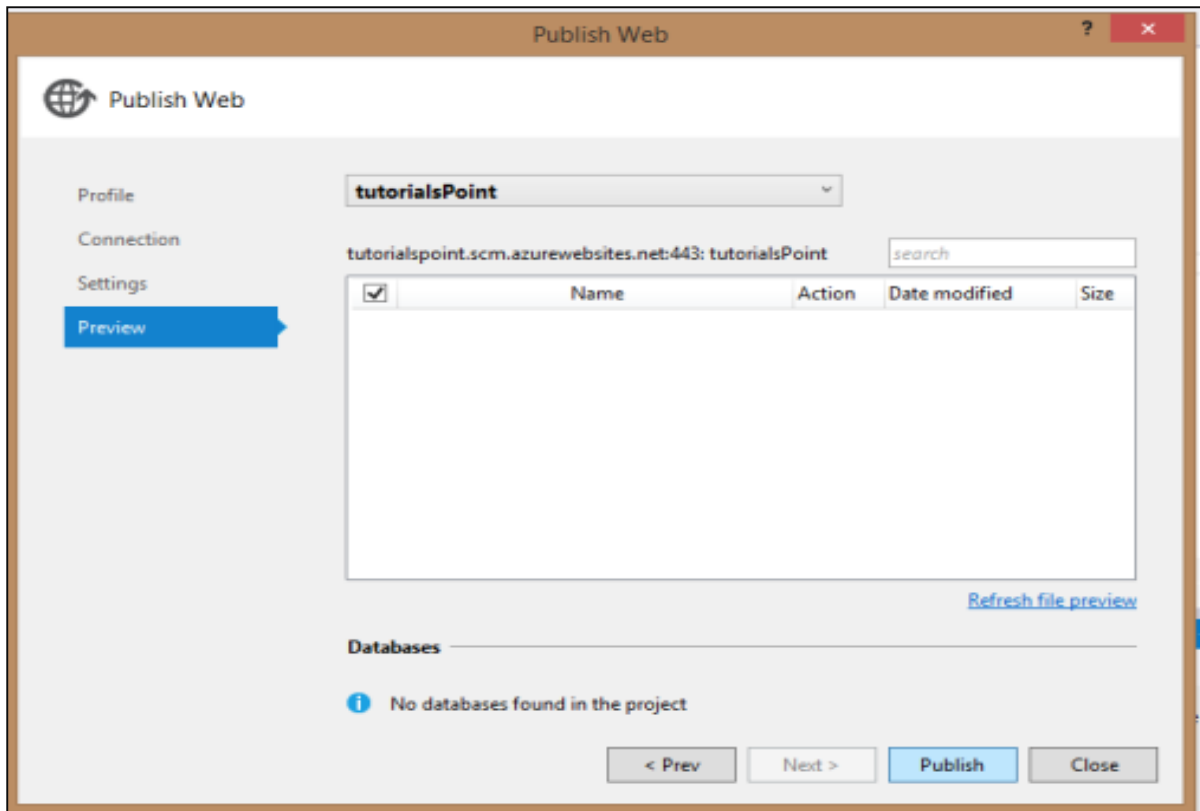 Publish Web
?
Publish Web
Profile
Connection
Settings
Preview
tutorialsPoint
tutorialspoint.scm.azurewebsites.net:443: tutorialsPoint
search
Name Action Date modified Size
Refresh file preview
Databases
No databases found in the project
< Prev Next > Publish Close